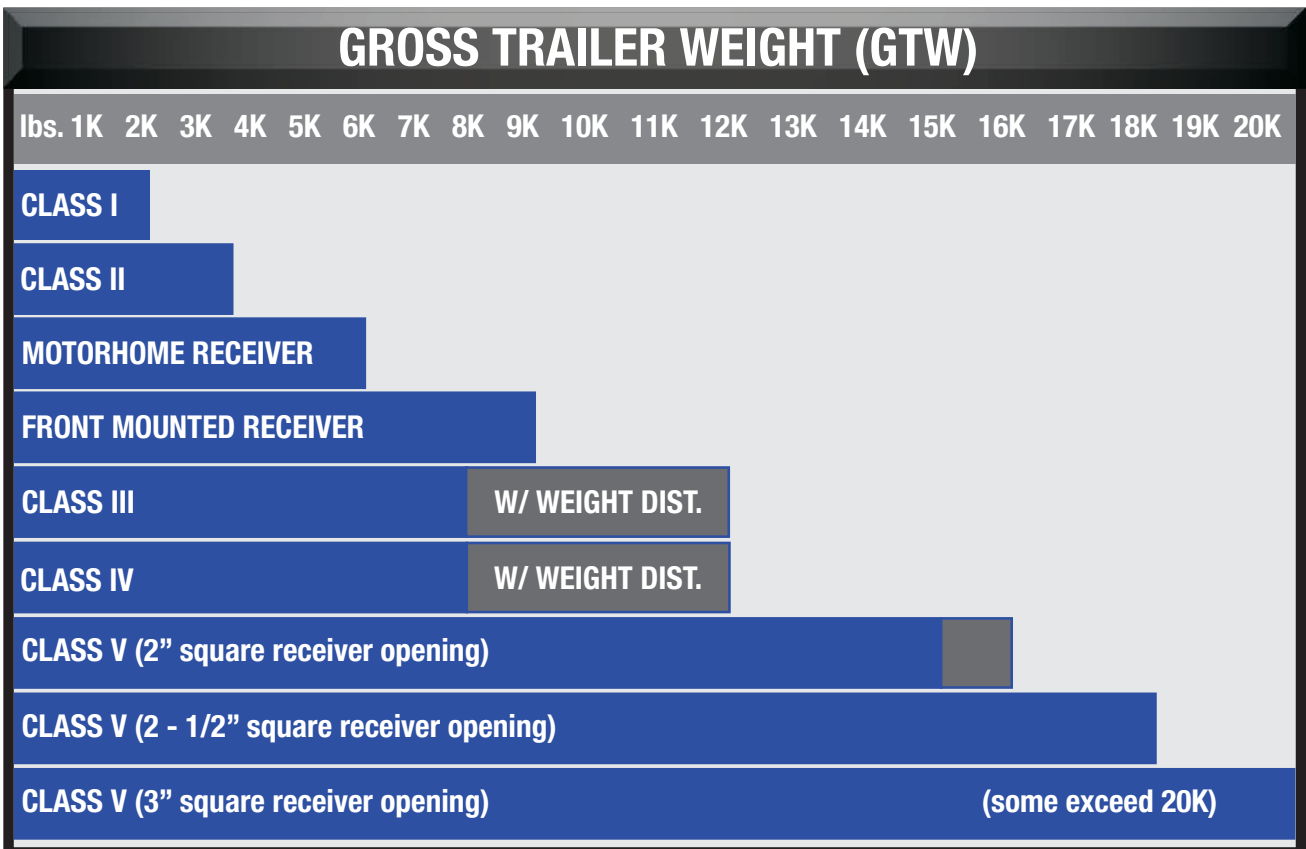 GROSS TRAILER WEIGHT (GTW)
lbs. 1K 2K 3K 4K 5K 6K 7K 8K 9K 10K 11K 12K 13K 14K 15K 16K 17K 18K 19K 20K
CLASS I
CLASS II
MOTORHOME RECEIVER
FRONT MOUNTED RECEIVER
CLASS III W/ WEIGHT DIST.
CLASS IV W/ WEIGHT DIST.
CLASS V (2” square receiver opening)
CLASS V (2 - 1/2” square receiver opening)
CLASS V (3” square receiver opening) (some exceed 20K)